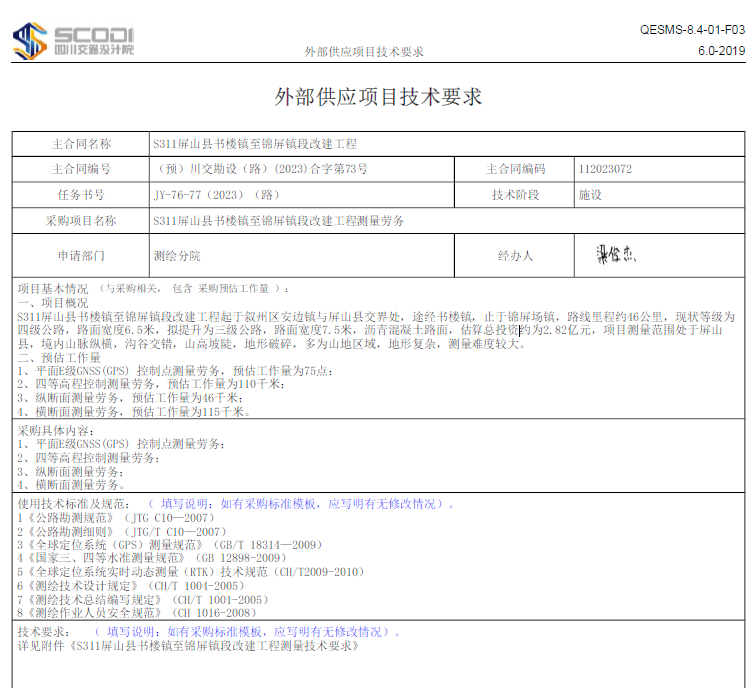 SCODI
四川交通设计院
QESMS-8.4-01-F03
外部供应项目技术要求
6.0-2019
外部供应项目技术要求
主合同名称 S311屏山县书楼镇至锦屏镇段改建工程
主合同编号 （预）川交勘设（路）(2023)合字第73号 主合同编码 112023072
任务书号 JY-76-77（2023）（路） 技术阶段 施设
采购项目名称 S311屏山县书楼镇至锦屏镇段改建工程测量劳务
申请部门 测绘分院 经办人 梁俊杰
项目基本情况 （与采购相关， 包含 采购预估工作量 ）：
一、项目概况
S311屏山县书楼镇至锦屏镇段改建工程起于叙州区安边镇与屏山县交界处，途经书楼镇，止于锦屏场镇，路线里程约46公里，现状等级为
四级公路，路面宽度6.5米，拟提升为三级公路，路面宽度7.5米，沥青混凝土路面，估算总投资约为2.82亿元，项目测量范围处于屏山
县，境内山脉纵横，沟谷交错，山高坡陡，地形破碎，多为山地区域，地形复杂，测量难度较大。
二、预估工作量
1、平面E级GNSS(GPS) 控制点测量劳务，预估工作量为75点；
2、四等高程控制测量劳务，预估工作量为110千米；
3、纵断面测量劳务，预估工作量为46千米；
4、横断面测量劳务，预估工作量为115千米。
采购具体内容：
1、平面E级GNSS(GPS) 控制点测量劳务；
2、四等高程控制测量劳务；
3、纵断面测量劳务；
4、横断面测量劳务。
使用技术标准及规范： （ 填写说明：如有采购标准模板，应写明有无修改情况）。
1《公路勘测规范》（JTG C10—2007）
2《公路勘测细则》（JTG/T C10—2007）
3《全球定位系统（GPS）测量规范》（GB/T 18314—2009）
4《国家三、四等水准测量规范》（GB 12898-2009）
5《全球定位系统实时动态测量（RTK）技术规范（CH/T2009-2010）
6《测绘技术设计规定》（CH/T 1004-2005）
7《测绘技术总结编写规定》（CH/T 1001-2005）
8《测绘作业人员安全规范》（CH 1016-2008）
技术要求： （ 填写说明：如有采购标准模板，应写明有无修改情况）。
详见附件《S311屏山县书楼镇至锦屏镇段改建工程测量技术要求》